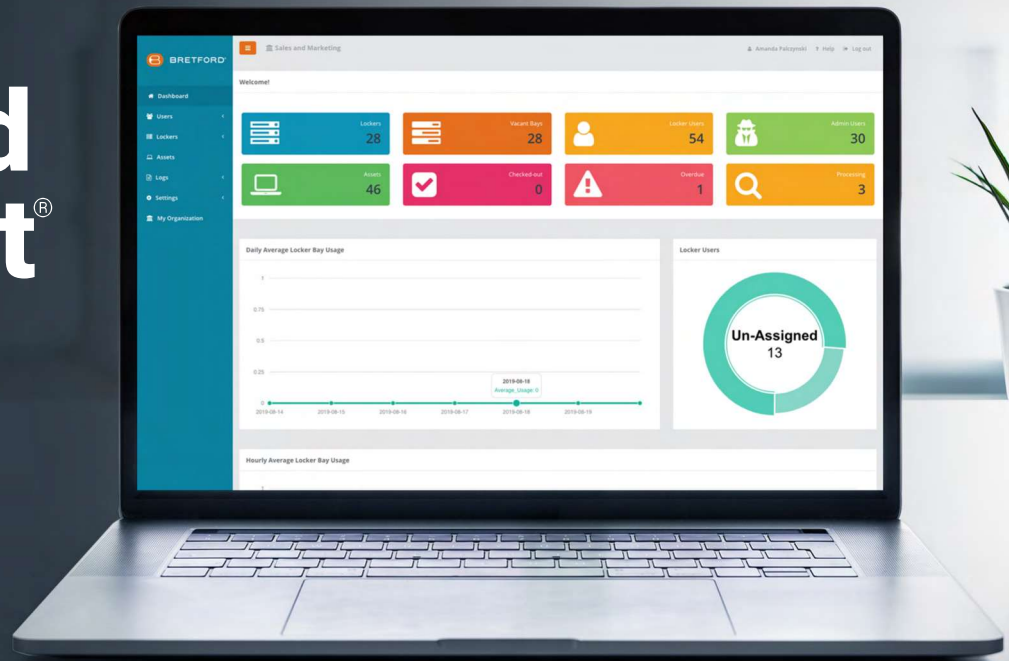 d
t®
BRETFORD
Sales and Marketing
Amanda Palczynski
? Help
Log out
Welcome!
Dashboard
Users
Lockers
Assets
Logs
Settings
My Organization
Lockers
28
Vacant Bays
28
Locker Users
54
Admin Users
30
Assets
46
Checked-out
0
Overdue
1
Processing
3
Daily Average Locker Bay Usage
1
0.75
0.5
0.25
0
2019-08-18
Average_Usage: 0
2019-08-14
2019-08-15
2019-08-16
2019-08-17
2019-08-18
2019-08-19
Locker Users
Un-Assigned
13
Hourly Average Locker Bay Usage
1